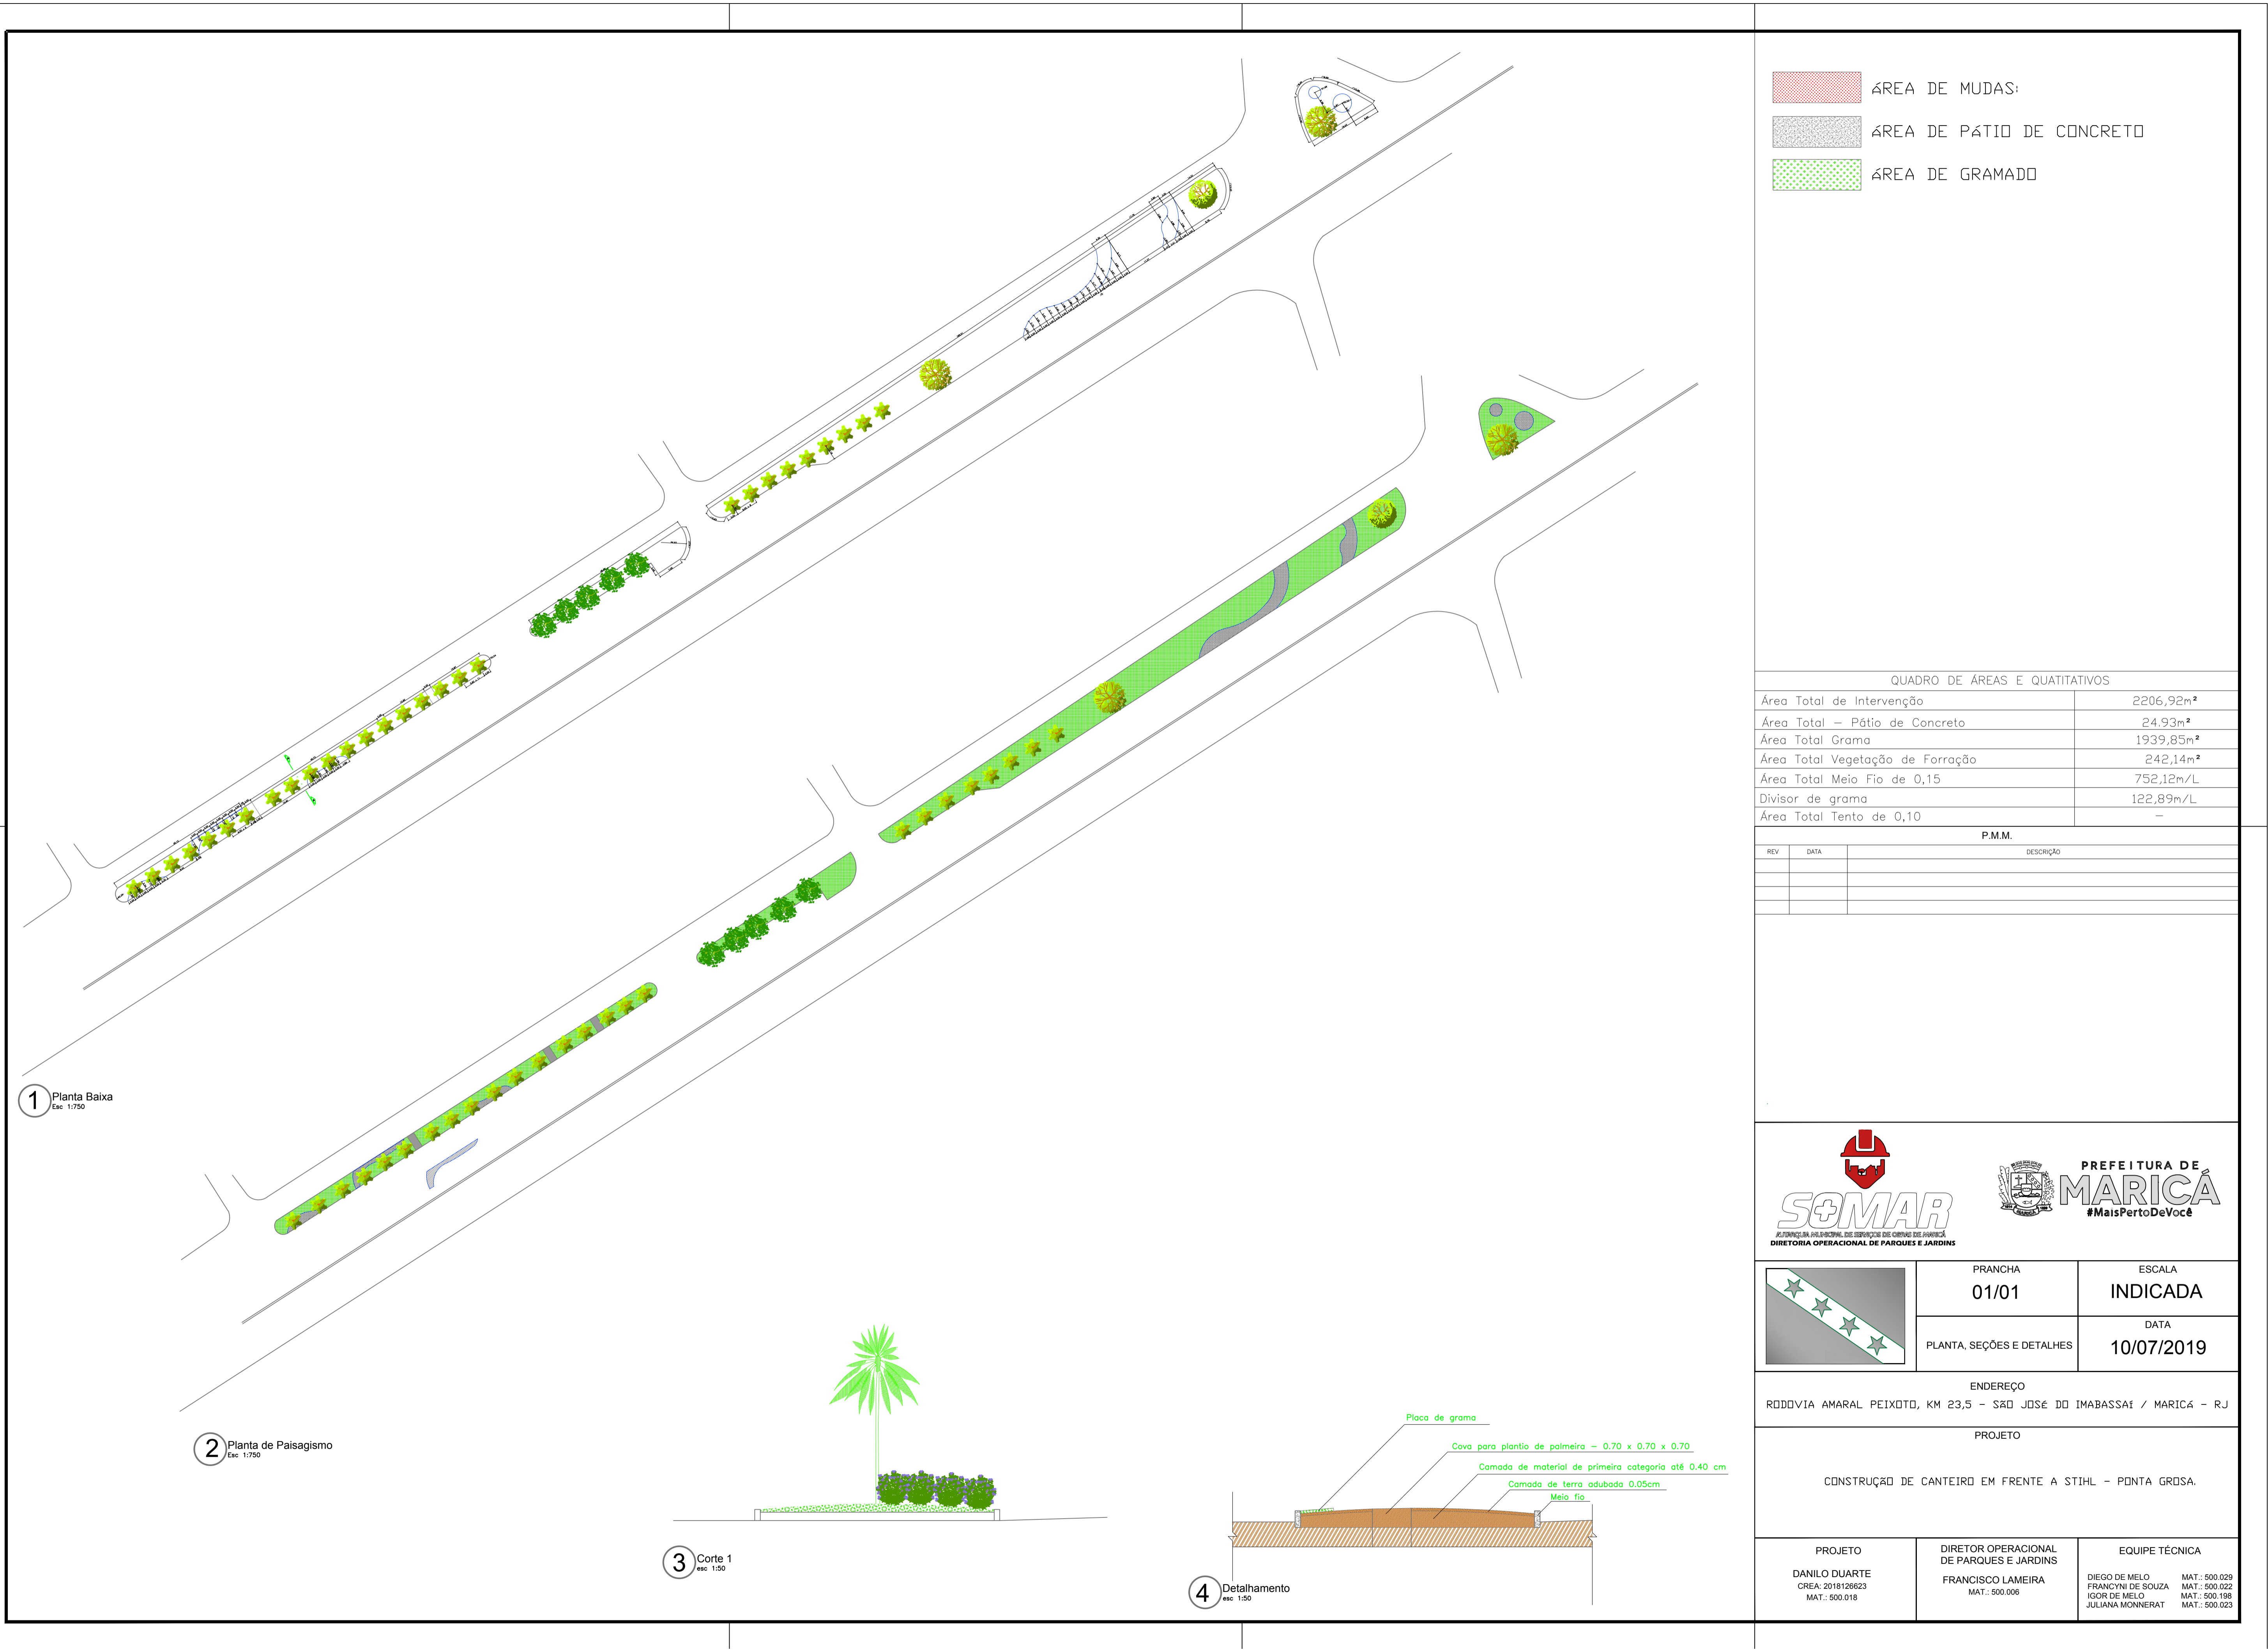 ÁREA DE MUDAS:
ÁREA DE PÁTIO DE CONCRETO
ÁREA DE GRAMADO
QUADRO DE ÁREAS E QUATITATIVOS
Área Total de Intervenção 2206,92m²
Área Total – Pátio de Concreto 24.93m²
Área Total Grama 1939,85m²
Área Total Vegetação de Forração 242,14m²
Área Total Meio Fio de 0,15 752,12m/L
Divisor de grama 122,89m/L
Área Total Tento de 0,10 –
P.M.M.
REV DATA DESCRIÇÃO
1 Planta Baixa
Esc 1:750
2 Planta de Paisagismo
Esc 1:750
3 Corte 1
esc 1:50
Placa de grama
Cova para plantio de palmeiro – 0.70 x 0.70 x 0.70
Camada de material de primeira categoria até 0.40 cm
Camada de terra adubada 0.05cm
Meio fio
4 Detalhamento
esc 1:50
SOMAR
AUTARQUIA MUNICIPAL DE SERVIÇOS DE OBRAS DE MARICÁ
DIRETORIA OPERACIONAL DE PARQUES E JARDINS
PREFEITURA DE
MARICÁ
#MaisPertoDeVocê
PRANCHA
01/01
ESCALA
INDICADA
PLANTA, SEÇÕES E DETALHES
DATA
10/07/2019
ENDEREÇO
RODOVIA AMARAL PEIXOTO, KM 23,5 - SÃO JOSÉ DO IMABASSAÍ / MARICÁ - RJ
PROJETO
CONSTRUÇÃO DE CANTEIRO EM FRENTE A STIHL - PONTA GROSA.
PROJETO
DANILO DUARTE
CREA: 2018126623
MAT.: 500.018
DIRETOR OPERACIONAL
DE PARQUES E JARDINS
FRANCISCO LAMEIRA
MAT.: 500.006
EQUIPE TÉCNICA
DIEGO DE MELO MAT.: 500.029
FRANCYNI DE SOUZA MAT.: 500.022
IGOR DE MELO MAT.: 500.198
JULIANA MONNERAT MAT.: 500.023